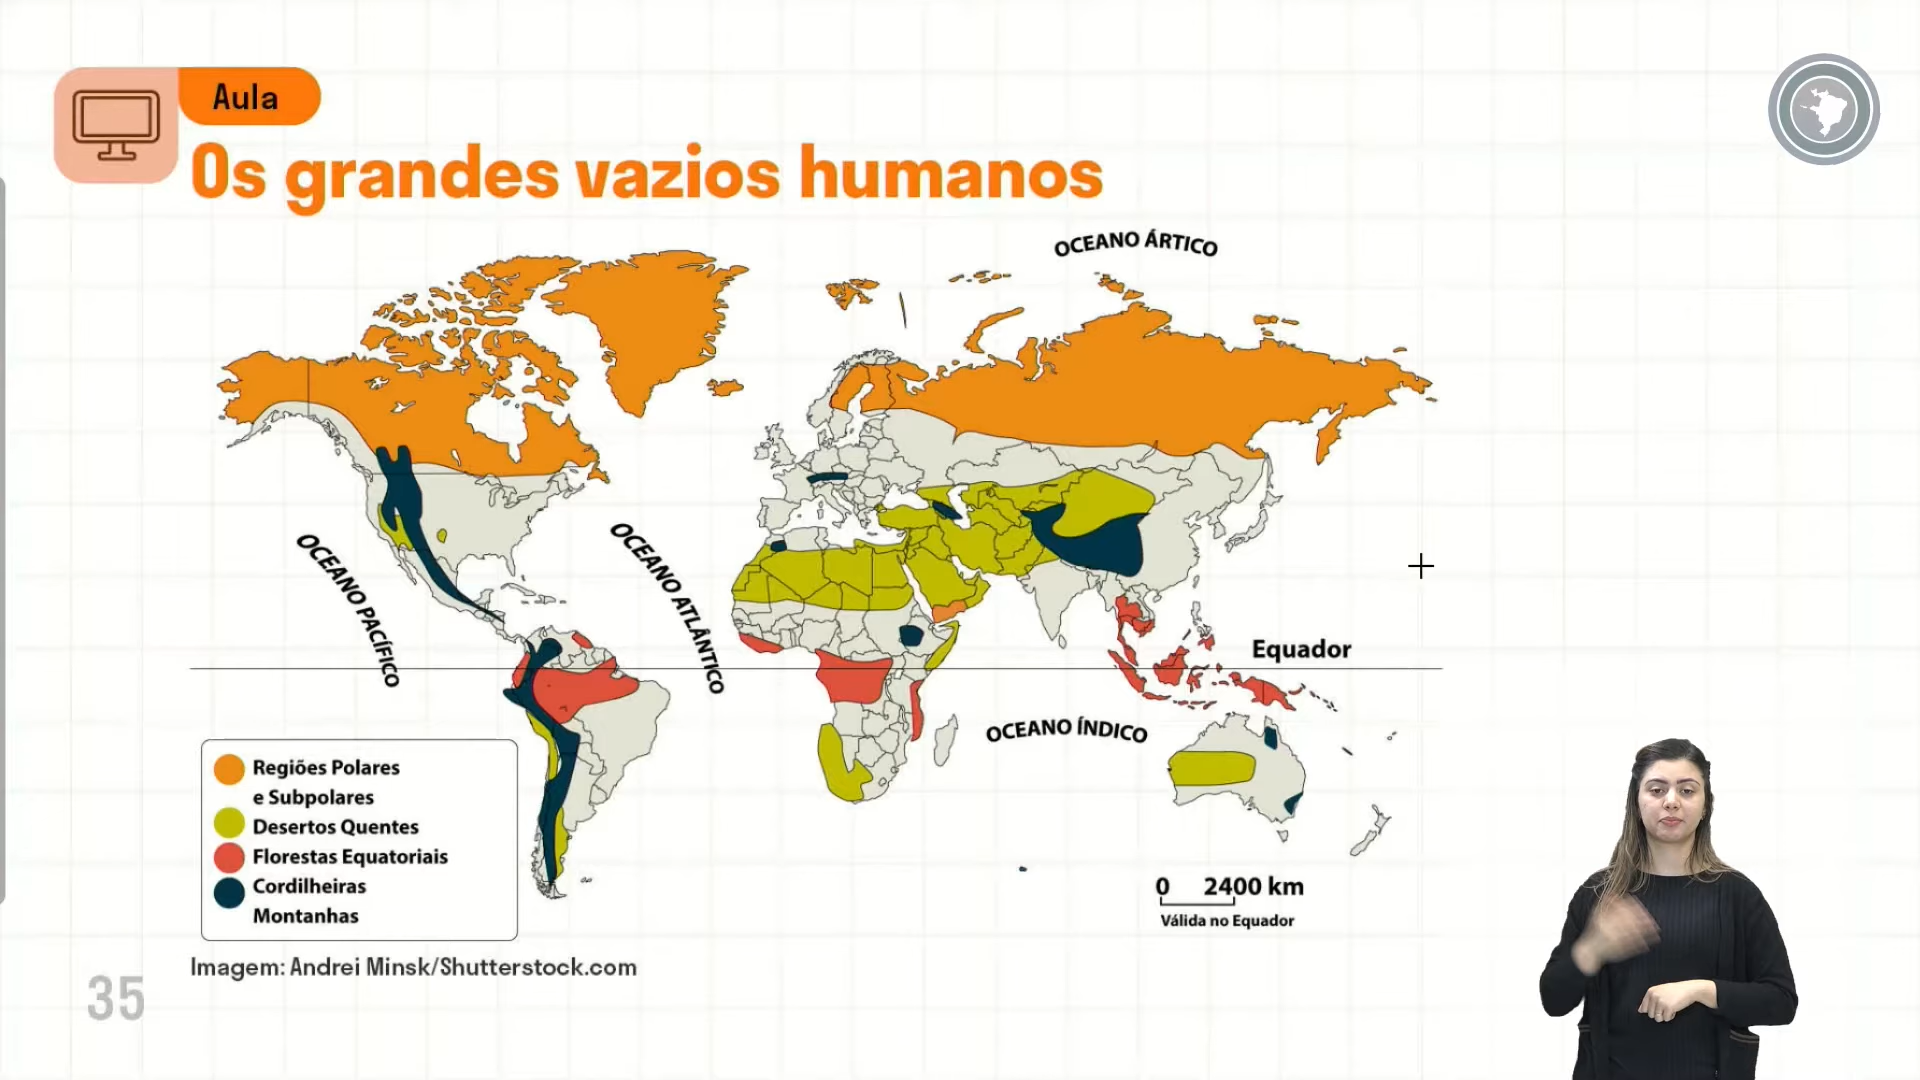 Aula
Os grandes vazios humanos
OCEANO ÁRTICO
OCEANO PACÍFICO
OCEANO ATLÂNTICO
Equador
OCEANO ÍNDICO
Regiões Polares
e Subpolares
Desertos Quentes
Florestas Equatoriais
Cordilheiras
Montanhas
0 2400 km
Válida no Equador
Imagem: Andrei Minsk/Shutterstock.com
35